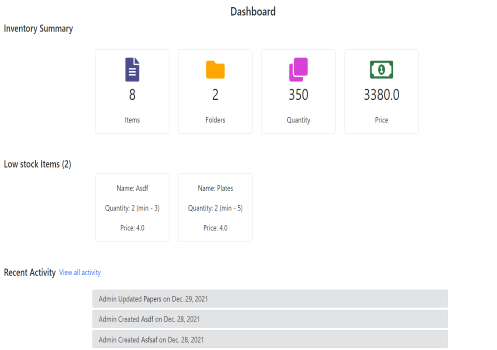 Dashboard
Inventory Summary
8 2 350 3380.0
Items Folders Quantity Price
Low stock Items (2)
Name: Asdf Name: Plates
Quantity: 2 (min - 3) Quantity: 2 (min - 5)
Price: 4.0 Price: 4.0
Recent Activity View all activity
Admin Updated Papers on Dec. 29, 2021
Admin Created Asdf on Dec. 28, 2021
Admin Created Asfsaf on Dec. 28, 2021